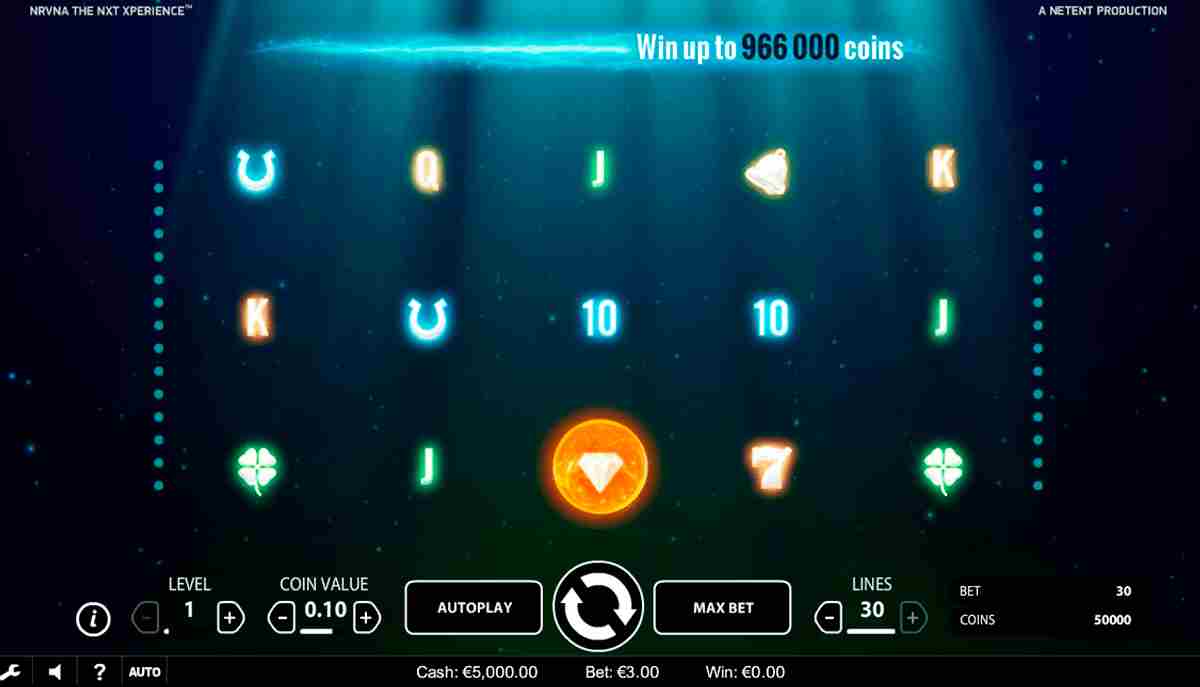 NRVNA THE NXT XPERIENCE™
A NETENT PRODUCTION
Win up to 966 000 coins
Q J K
K 10 10 J
J 7
LEVEL
1
COIN VALUE
0.10
AUTOPLAY
MAX BET
LINES
30
BET 30
COINS 50000
i
? AUTO
Cash: €5,000.00 Bet: €3.00 Win: €0.00